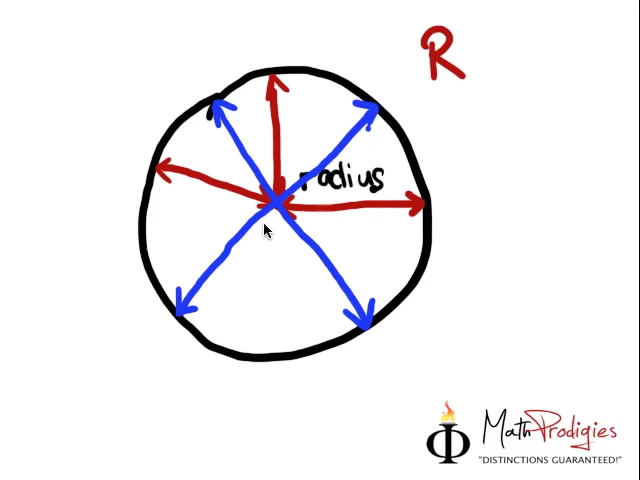 R
radius
Φ
MathProdigies
"DISTINCTIONS GUARANTEED!"